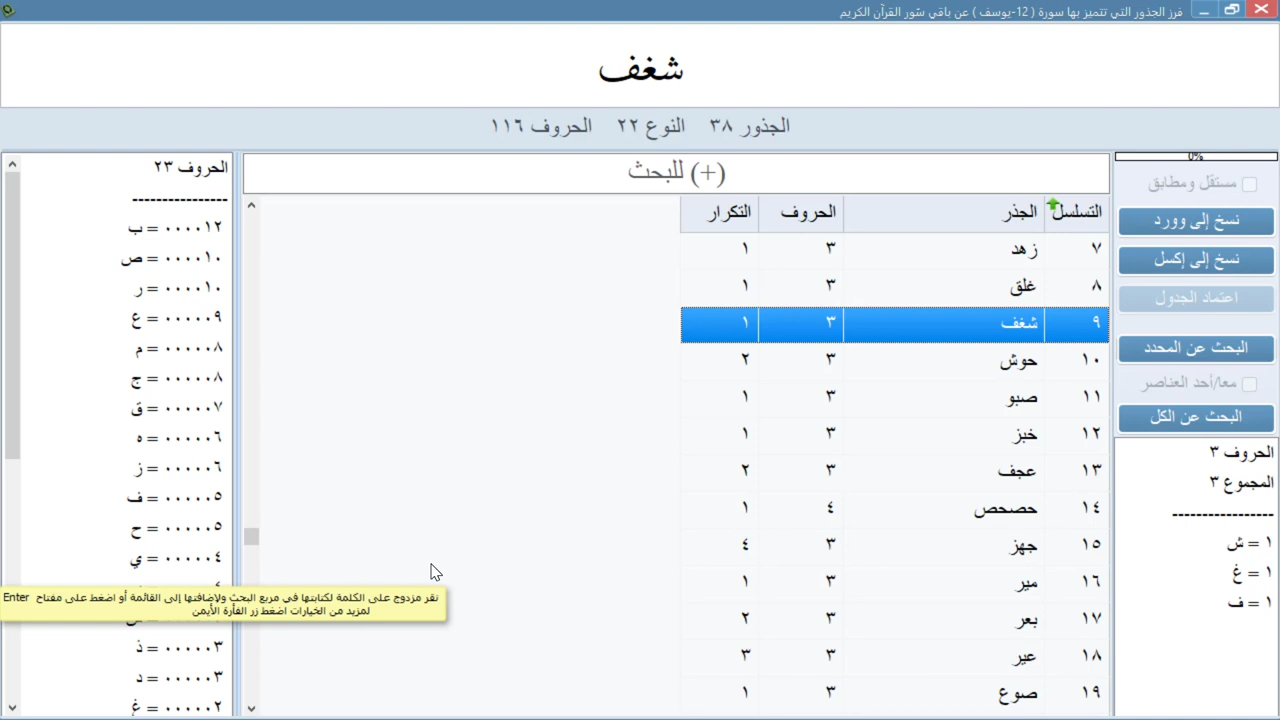 فرز الجذور التي تتميز بها سورة ( 12-يوسف ) عن باقي سُور القرآن الكريم
شغف
الجذور ٣٨ النوع ٢٢ الحروف ١١٦
0%
مستقل ومطابق
نسخ إلى وورد
نسخ إلى إكسل
اعتماد الجدول
البحث عن المحدد
معا/أحد العناصر
البحث عن الكل
الحروف ٣
المجموع ٣
----------------
١ = ش
١ = غ
١ = ف
(+) للبحث
التسلسل الجذر الحروف التكرار
٧ زهد ٣ ١
٨ غلق ٣ ١
٩ شغف ٣ ١
١٠ حوش ٣ ٢
١١ صبو ٣ ١
١٢ خبز ٣ ١
١٣ عجف ٣ ٢
١٤ حصحص ٤ ١
١٥ جهز ٣ ٤
١٦ مير ٣ ١
١٧ بعر ٣ ٢
١٨ عير ٣ ٣
١٩ صوع ٣ ١
الحروف ٢٣
----------------
٠٠٠٠١٢ = ب
٠٠٠٠١٠ = ص
٠٠٠٠١٠ = ر
٠٠٠٠٠٩ = ع
٠٠٠٠٠٨ = م
٠٠٠٠٠٨ = ج
٠٠٠٠٠٧ = ق
٠٠٠٠٠٦ = ه
٠٠٠٠٠٦ = ز
٠٠٠٠٠٥ = ف
٠٠٠٠٠٥ = ح
٠٠٠٠٠٤ = ي
نقر مزدوج على الكلمة لكتابتها في مربع البحث ولإضافتها إلى القائمة أو اضغط على مفتاح Enter
لمزيد من الخيارات اضغط زر الفأرة الأيمن
٠٠٠٠٠٣ = ذ
٠٠٠٠٠٣ = د
٠٠٠٠٠٢ = غ